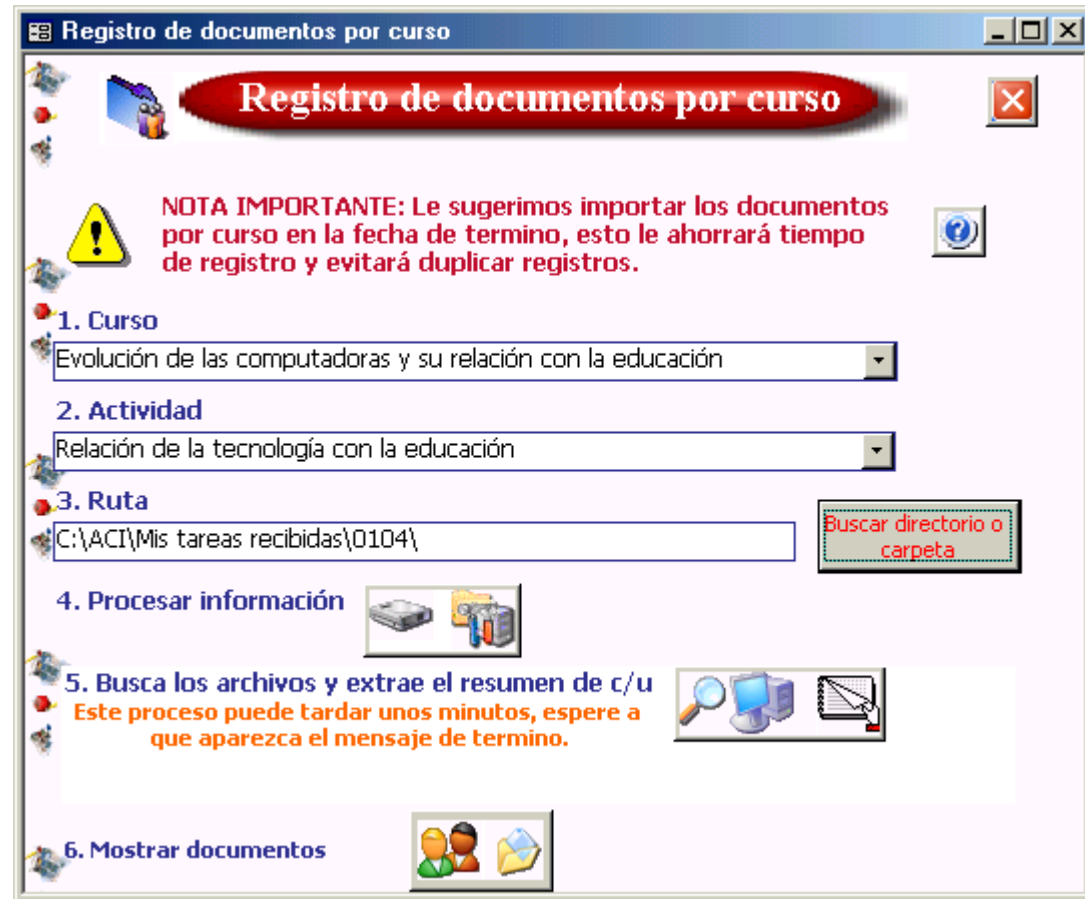 Registro de documentos por curso
Registro de documentos por curso
NOTA IMPORTANTE: Le sugerimos importar los documentos
por curso en la fecha de termino, esto le ahorrará tiempo
de registro y evitará duplicar registros.
1. Curso
Evolución de las computadoras y su relación con la educación
2. Actividad
Relación de la tecnología con la educación
3. Ruta
C:\ACI\Mis tareas recibidas\0104\
Buscar directorio o
carpeta
4. Procesar información
5. Busca los archivos y extrae el resumen de c/u
Este proceso puede tardar unos minutos, espere a
que aparezca el mensaje de termino.
6. Mostrar documentos